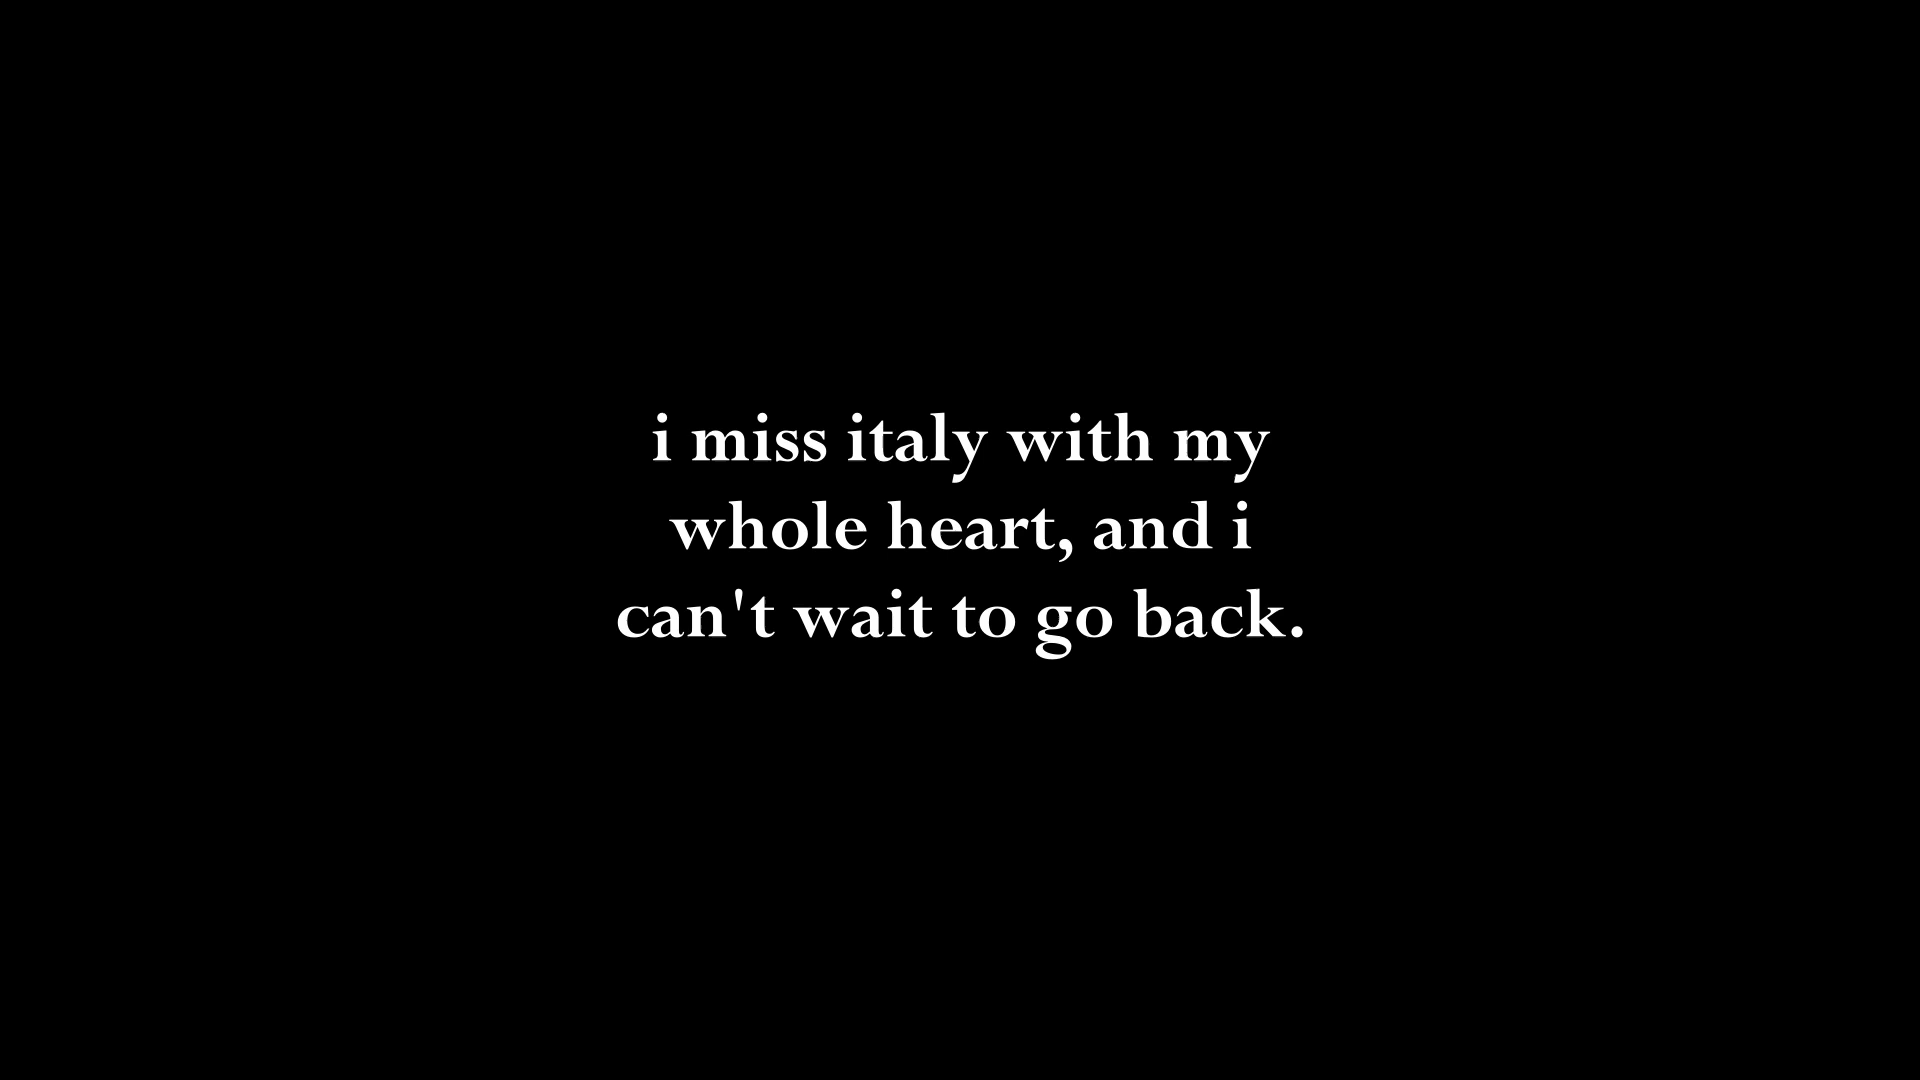 i miss italy with my
whole heart, and i
can't wait to go back.